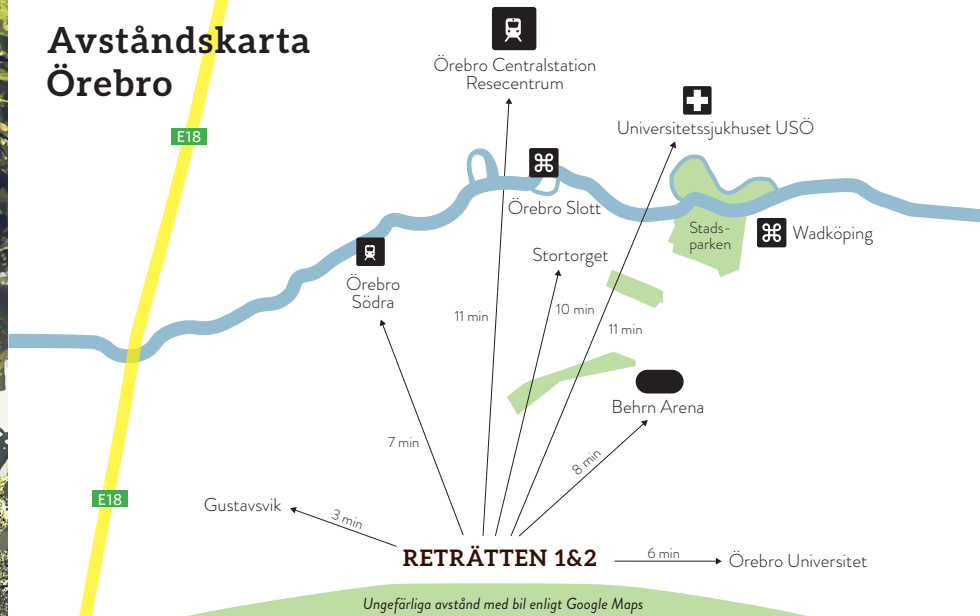 Avståndskarta
Örebro
Örebro Centralstation
Resecentrum
E18
Universitetssjukhuset USÖ
Örebro Slott
Stads-
parken
Wadköping
Stortorget
Örebro
Södra
11 min
10 min
11 min
Behrn Arena
7 min
8 min
E18
Gustavsvik
3 min
RETRÄTTEN 1&2
6 min
Örebro Universitet
Ungefärliga avstånd med bil enligt Google Maps